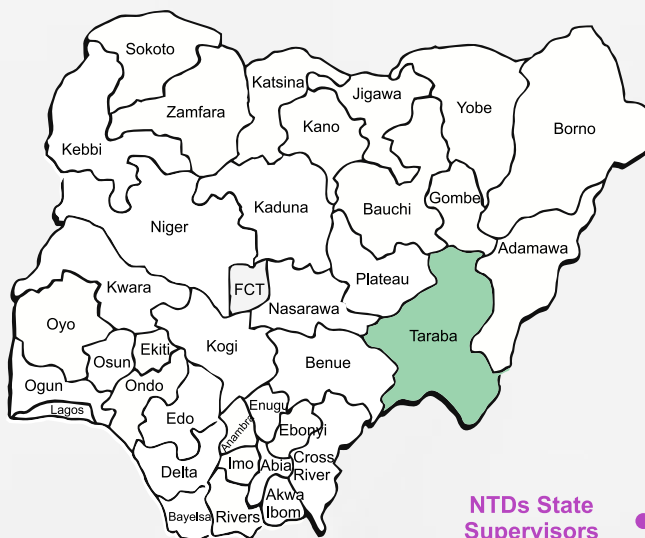 Sokoto
Katsina
Jigawa
Yobe
Zamfara
Kano
Borno
Kebbi
Gombe
Kaduna
Bauchi
Niger
Adamawa
Plateau
FCT
Kwara
Nasarawa
Oyo
Taraba
Ekiti
Kogi
Osun
Benue
Ogun
Ondo
Lagos
Enugu
Edo
Anambra
Ebonyi
Cross
River
Imo
Abia
Delta
Akwa
Ibom
Bayelsa
Rivers
NTDs State
Supervisors